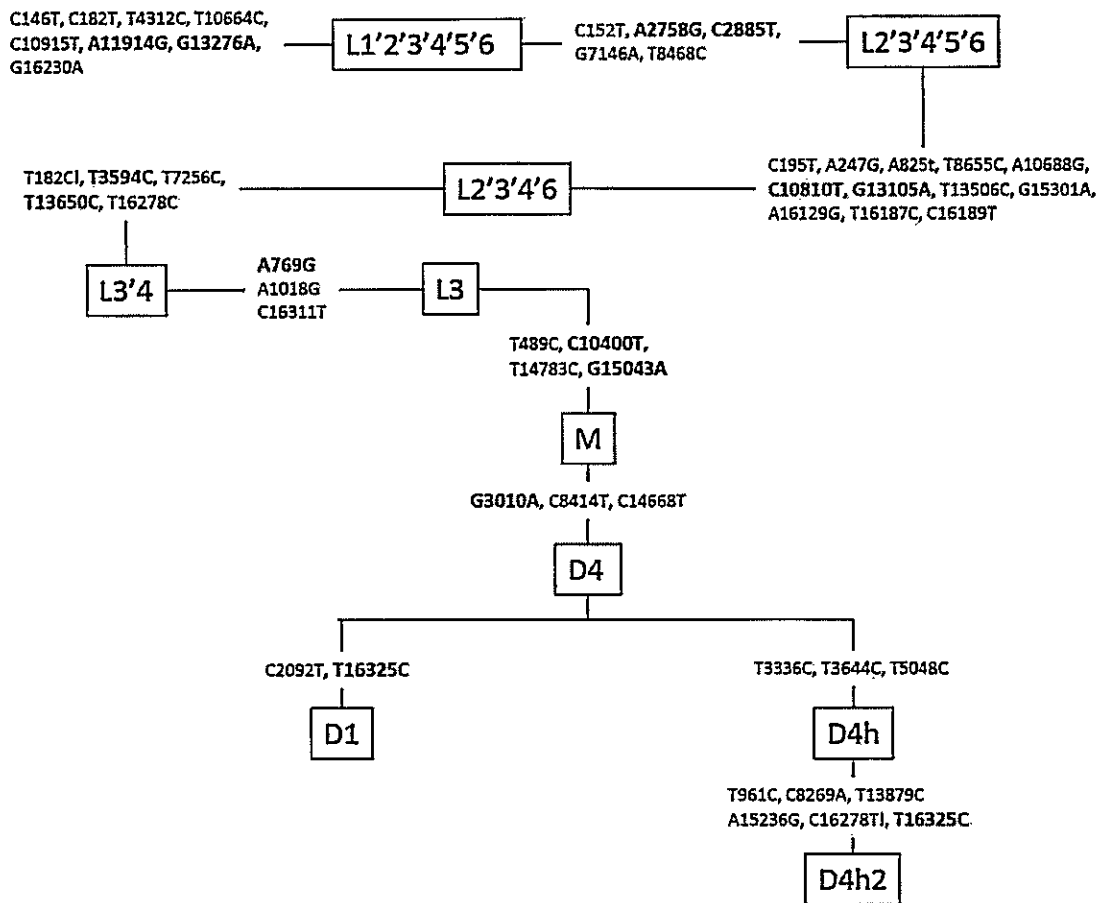 C146T, C182T, T4312C, T10664C,
C10915T, A11914G, G13276A,
G16230A
L1'2'3'4'5'6
C152T, A2758G, C2885T,
G7146A, T8468C
L2'3'4'5'6
C195T, A247G, A825t, T8655C, A10688G,
C10810T, G13105A, T13506C, G15301A,
A16129G, T16187C, C16189T
L2'3'4'6
T182Cl, T3594C, T7256C,
T13650C, T16278C
L3'4
A769G
A1018G
C16311T
L3
T489C, C10400T,
T14783C, G15043A
M
G3010A, C8414T, C14668T
D4
C2092T, T16325C
D1
T3336C, T3644C, T5048C
D4h
T961C, C8269A, T13879C
A15236G, C16278Tl, T16325C
D4h2